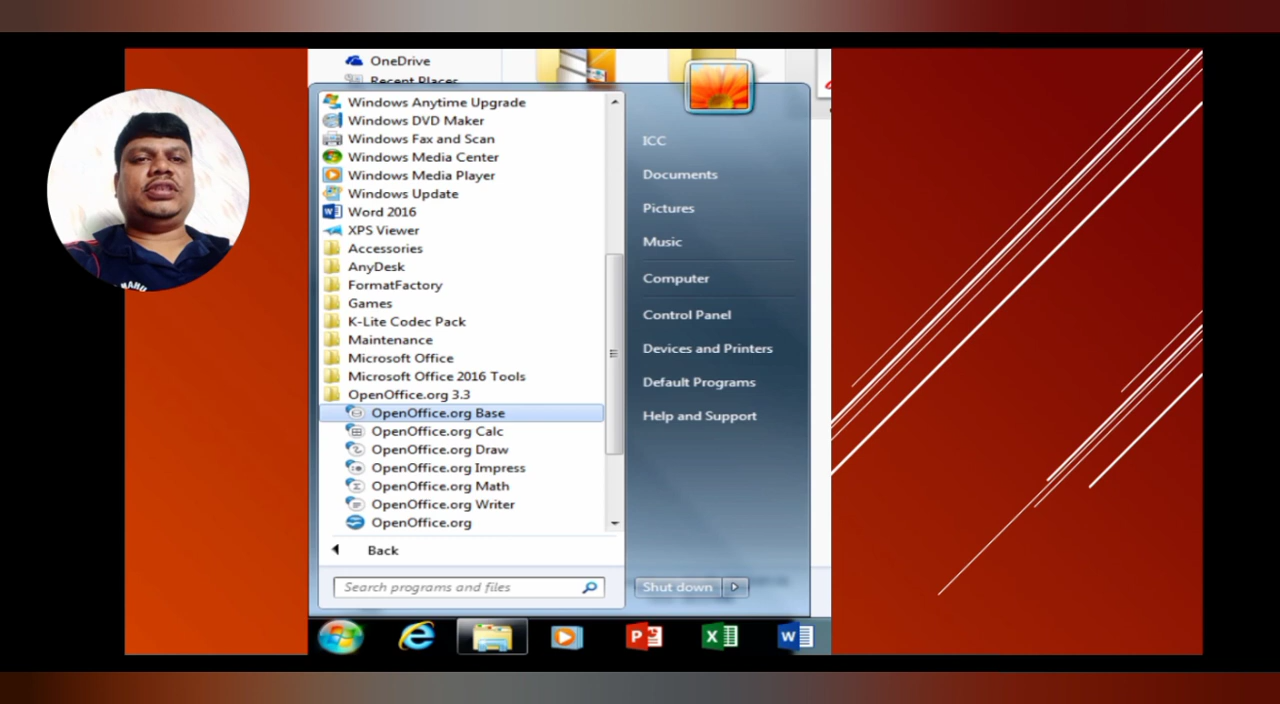 OneDrive
Recent Places
Windows Anytime Upgrade
Windows DVD Maker
Windows Fax and Scan
Windows Media Center
Windows Media Player
Windows Update
Word 2016
XPS Viewer
Accessories
AnyDesk
FormatFactory
Games
K-Lite Codec Pack
Maintenance
Microsoft Office
Microsoft Office 2016 Tools
OpenOffice.org 3.3
OpenOffice.org Base
OpenOffice.org Calc
OpenOffice.org Draw
OpenOffice.org Impress
OpenOffice.org Math
OpenOffice.org Writer
OpenOffice.org
Back
Search programs and files
ICC
Documents
Pictures
Music
Computer
Control Panel
Devices and Printers
Default Programs
Help and Support
Shut down